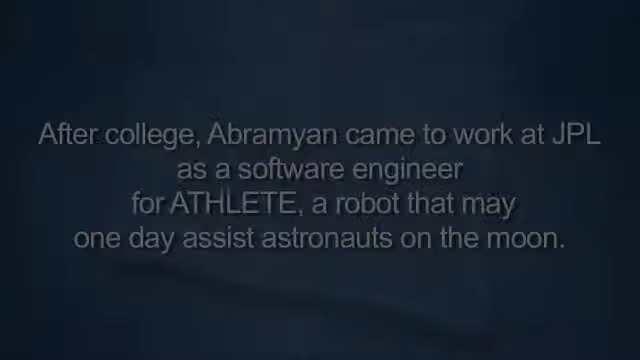 After college, Abramyan came to work at JPL
as a software engineer
for ATHLETE, a robot that may
one day assist astronauts on the moon.